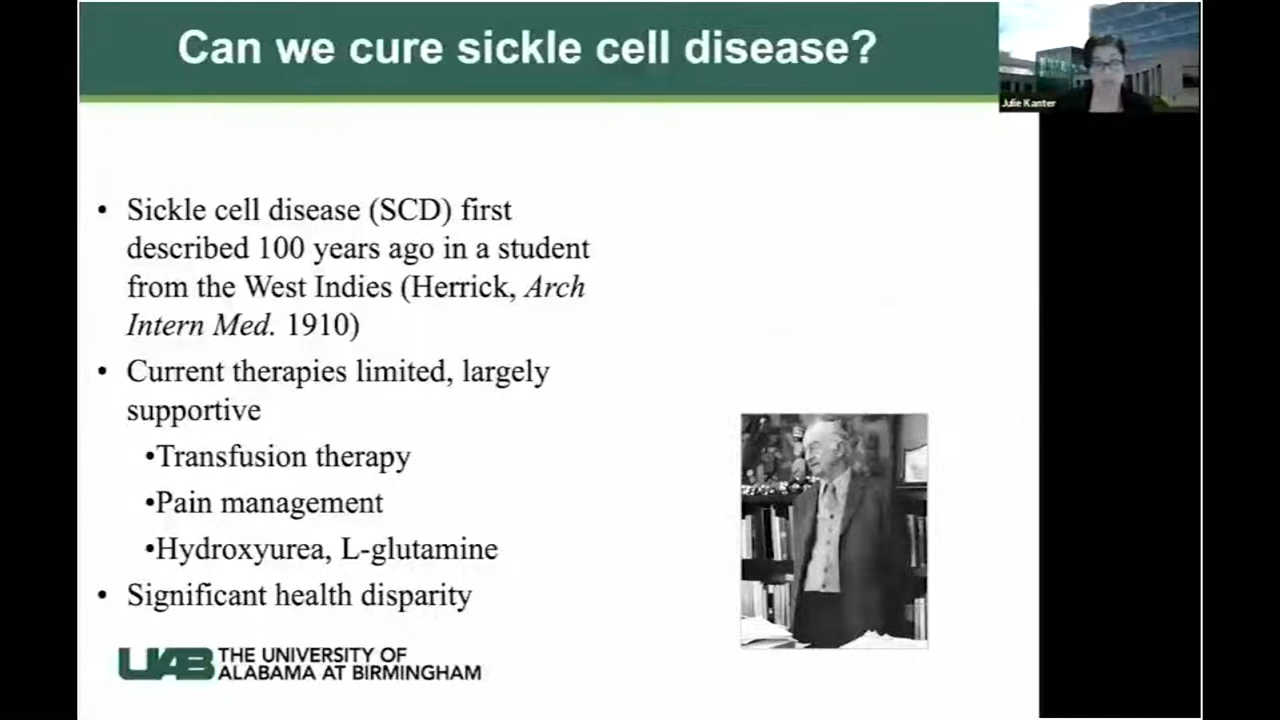 Can we cure sickle cell disease?
Julie Kanter
• Sickle cell disease (SCD) first
described 100 years ago in a student
from the West Indies (Herrick, Arch
Intern Med. 1910)
• Current therapies limited, largely
supportive
•Transfusion therapy
•Pain management
•Hydroxyurea, L-glutamine
• Significant health disparity
UAB THE UNIVERSITY OF
ALABAMA AT BIRMINGHAM